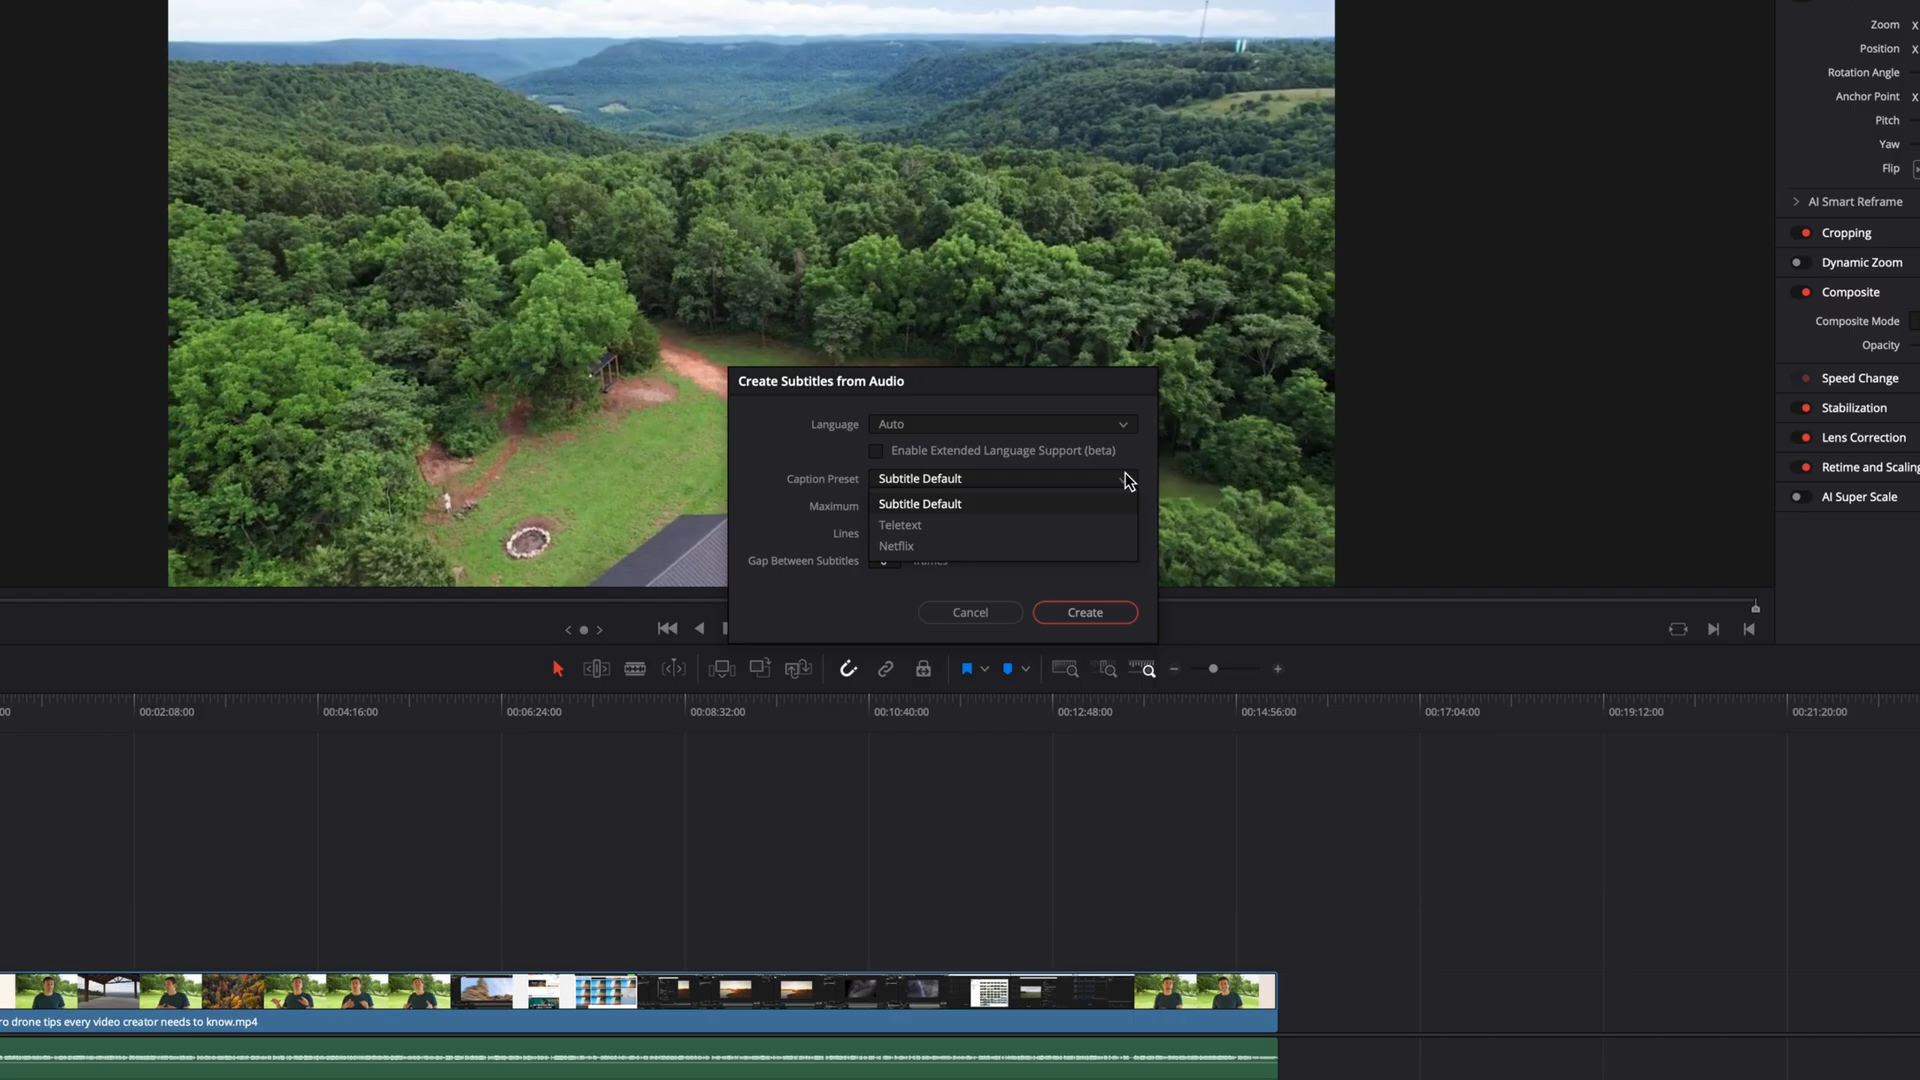 Zoom X
Position X
Rotation Angle
Anchor Point X
Pitch
Yaw
Flip
AI Smart Reframe
Cropping
Dynamic Zoom
Composite
Composite Mode
Opacity
Speed Change
Stabilization
Lens Correction
Retime and Scaling
AI Super Scale
Create Subtitles from Audio
Language Auto
Enable Extended Language Support (beta)
Caption Preset Subtitle Default
Subtitle Default
Maximum
Teletext
Lines
Netflix
Gap Between Subtitles frames
Cancel Create
00 00:02:08:00 00:04:16:00 00:06:24:00 00:08:32:00 00:10:40:00 00:12:48:00 00:14:56:00 00:17:04:00 00:19:12:00 00:21:20:00
ro drone tips every video creator needs to know.mp4